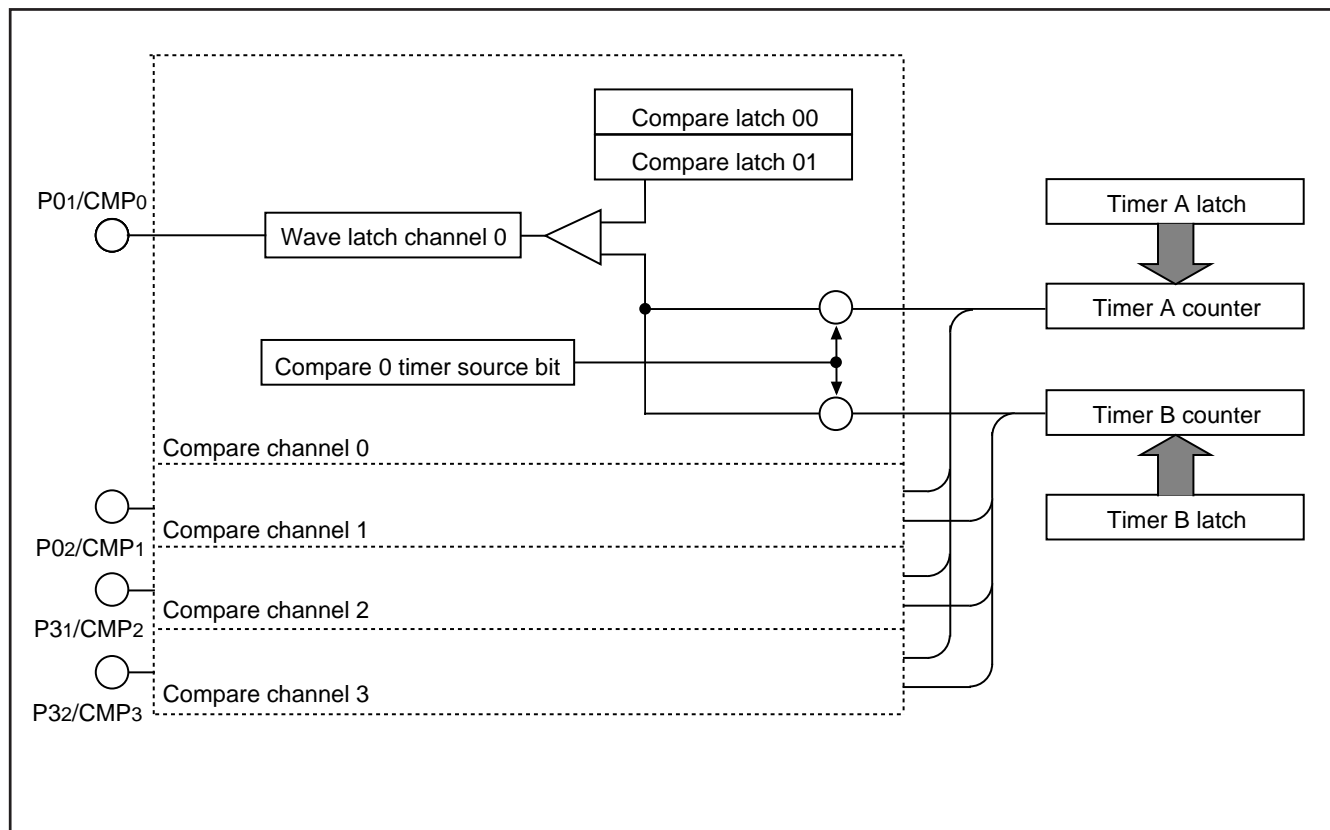 Compare latch 00
Compare latch 01
P01/CMP0
Wave latch channel 0
Timer A latch
Timer A counter
Compare 0 timer source bit
Timer B counter
Compare channel 0
Timer B latch
Compare channel 1
P02/CMP1
Compare channel 2
P31/CMP2
Compare channel 3
P32/CMP3